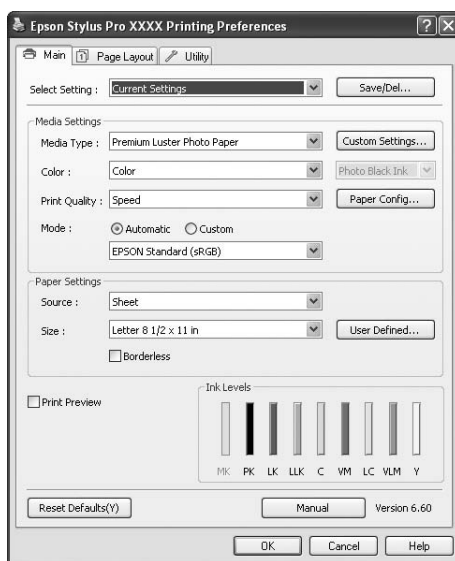 Epson Stylus Pro XXXX Printing Preferences
Main Page Layout Utility
Select Setting : Current Settings Save/Del...
Media Settings
Media Type : Premium Luster Photo Paper Custom Settings...
Color : Color Photo Black Ink
Print Quality : Speed Paper Config...
Mode : Automatic Custom
EPSON Standard (sRGB)
Paper Settings
Source : Sheet
Size : Letter 8 1/2 x 11 in User Defined...
Borderless
Print Preview
Ink Levels
MK PK LK LLK C VM LC VLM Y
Reset Defaults(Y) Manual Version 6.60
OK Cancel Help